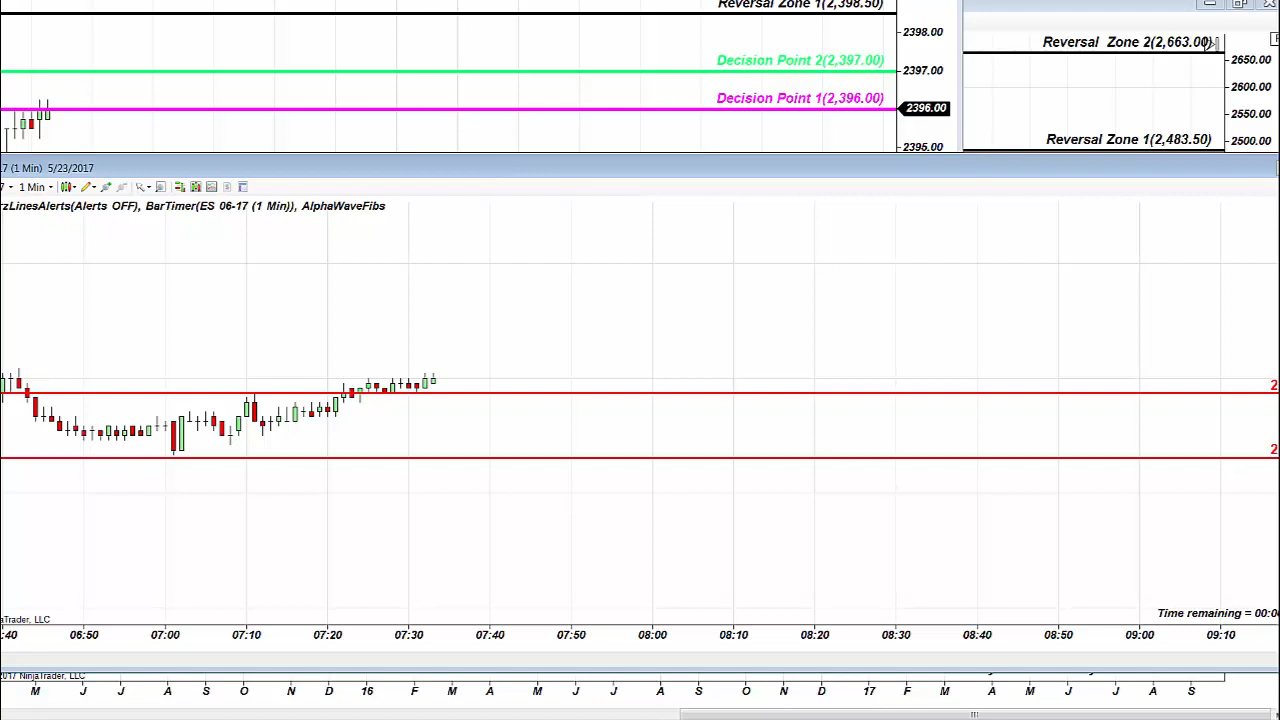 Reversal Zone 1(2,398.50)
2398.00
Decision Point 2(2,397.00)
2397.00
Decision Point 1(2,396.00)
2396.00
2395.00
Reversal Zone 2(2,663.00)
2650.00
2600.00
2550.00
Reversal Zone 1(2,483.50)
2500.00
17 (1 Min) 5/23/2017
1 Min
rzLinesAlerts(Alerts OFF), BarTimer(ES 06-17 (1 Min)), AlphaWaveFibs
2
2
Time remaining = 00:0
aTrader, LLC
:40 06:50 07:00 07:10 07:20 07:30 07:40 07:50 08:00 08:10 08:20 08:30 08:40 08:50 09:00 09:10
2017 NinjaTrader, LLC
M J J A S O N D 16 F M A M J J A S O N D 17 F M A M J J A S